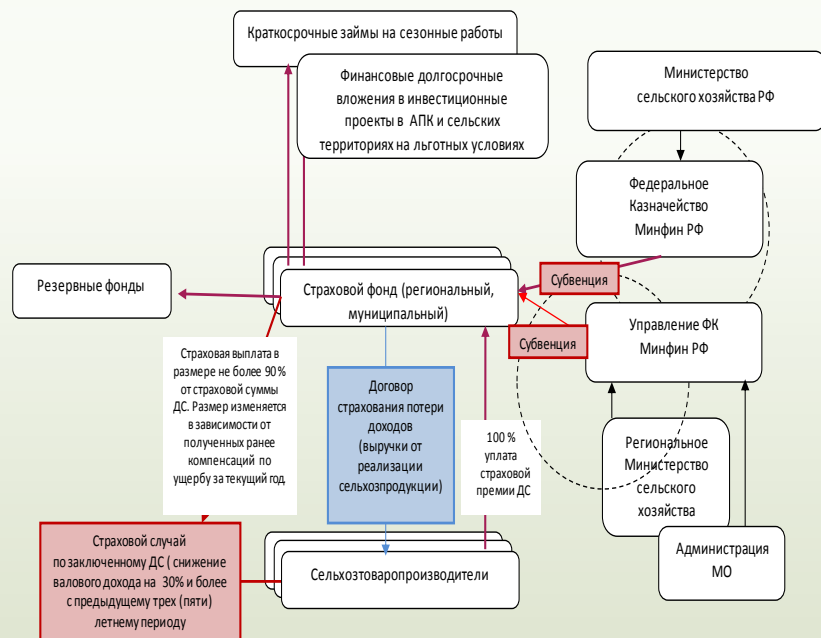 Краткосрочные займы на сезонные работы
Финансовые долгосрочные
вложения в инвестиционные
проекты в АПК и сельских
территориях на льготных условиях
Министерство
сельского хозяйства РФ
Федеральное
Казначейство
Минфин РФ
Субвенция
Резервные фонды
Страховой фонд (региональный,
муниципальный)
Управление ФК
Минфин РФ
Субвенция
Страховая выплата в
размере не более 90 %
от страховой суммы
ДС. Размер изменяется
в зависимости от
полученных ранее
компенсаций по
ущербу за текущий год.
Договор
страхования потери
доходов
(выручки от
реализации
сельхозпродукции)
100 %
уплата
страховой
премии ДС
Региональное
Министерство
сельского
хозяйства
Администрация
МО
Страховой случай
по заключенному ДС ( снижение
валового дохода на 30% и более
с предыдущему трех (пяти)
летнему периоду
Сельхозтоваропроизводители